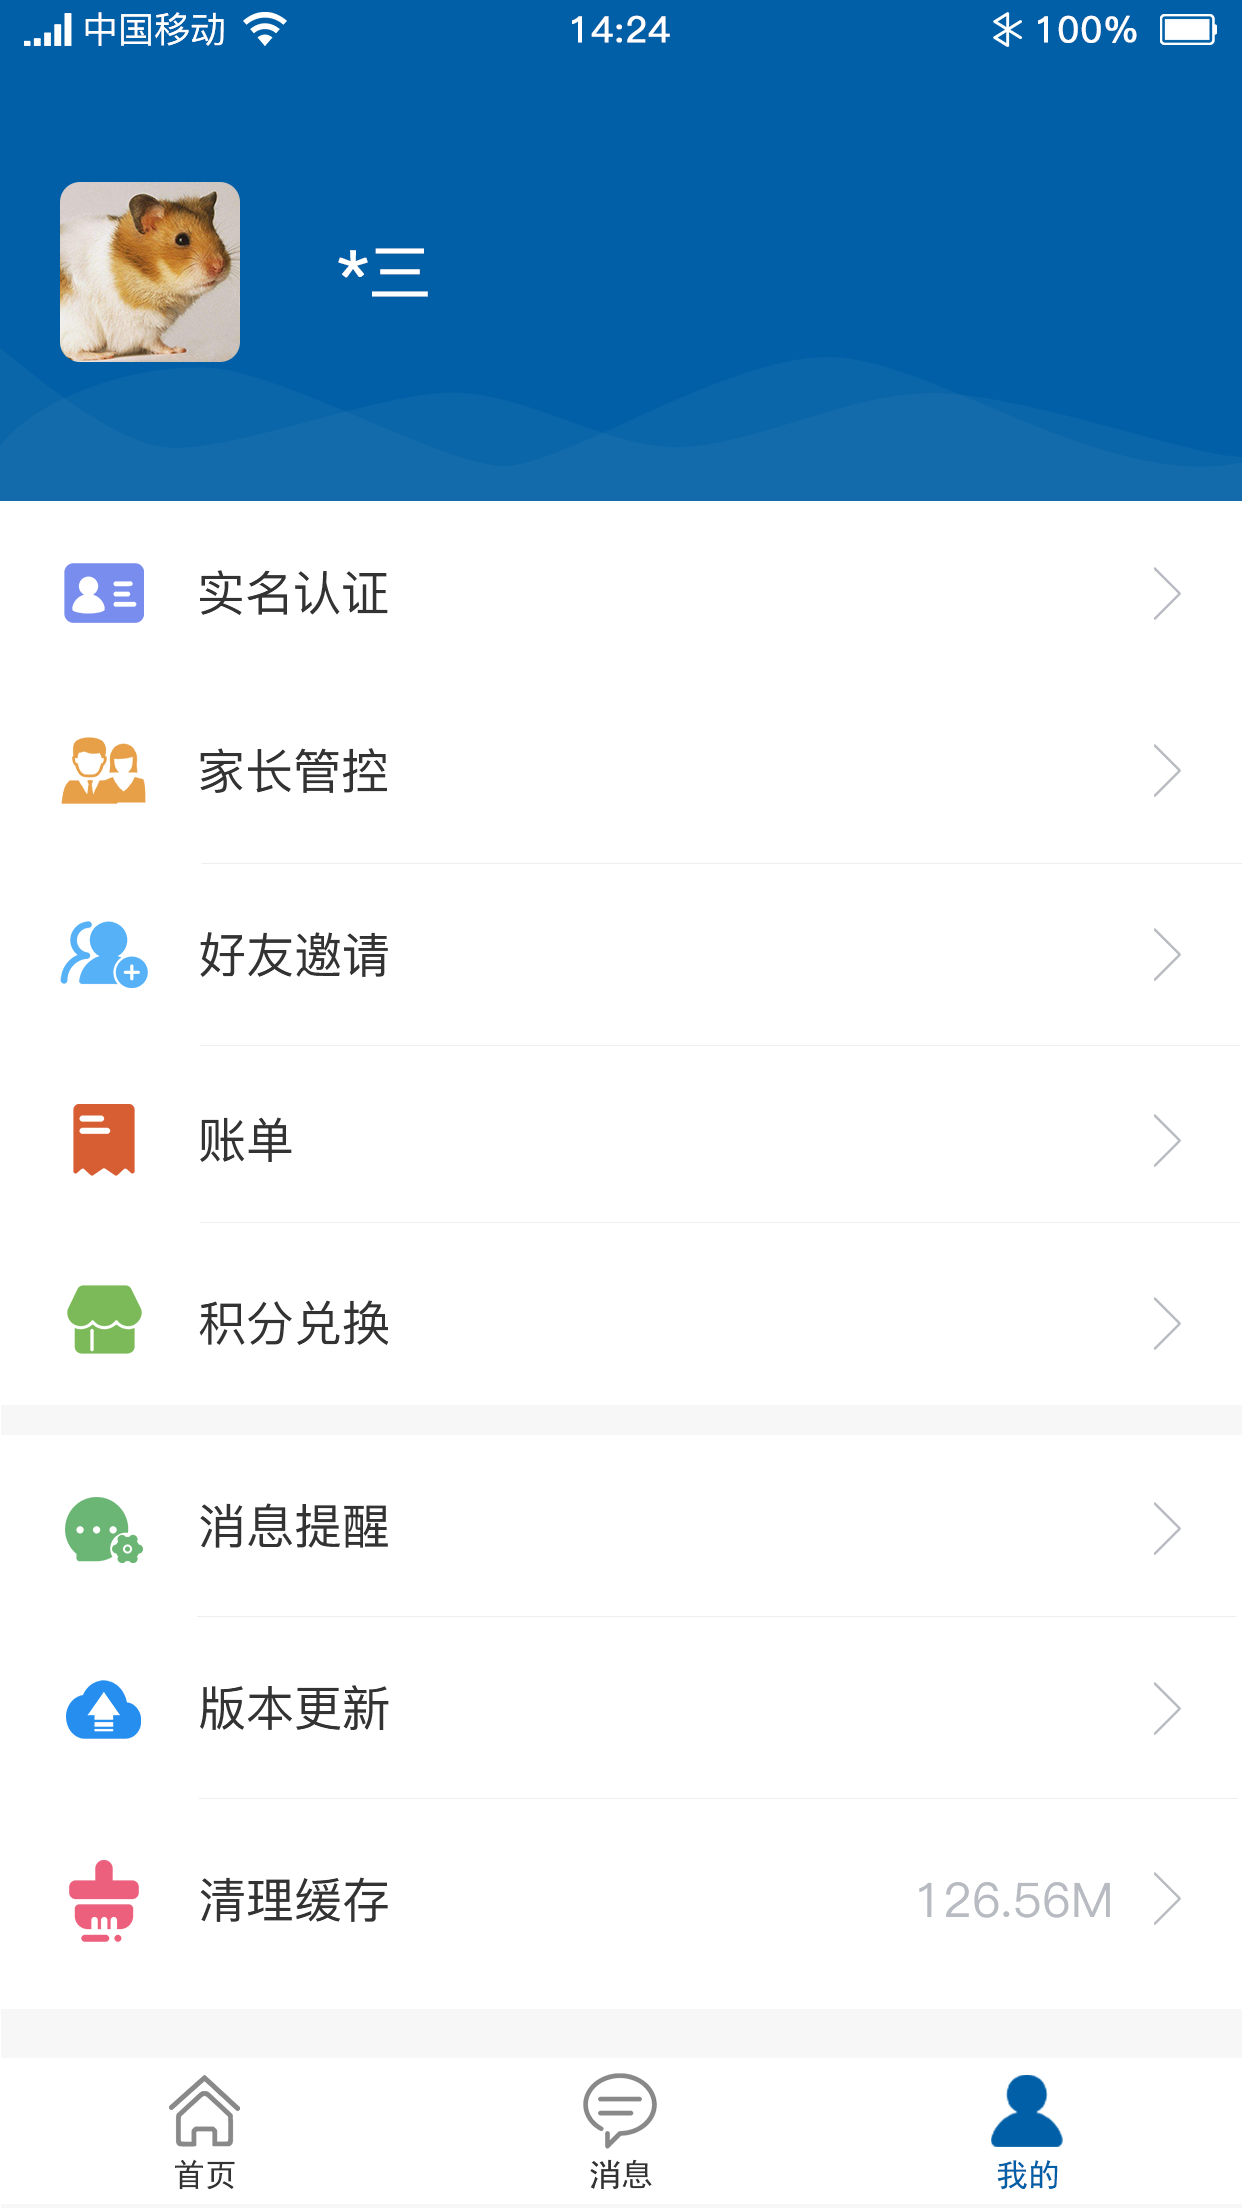 中国移动 14:24 100%
*三
实名认证
家长管控
好友邀请
账单
积分兑换
消息提醒
版本更新
清理缓存 126.56M
首页 消息 我的